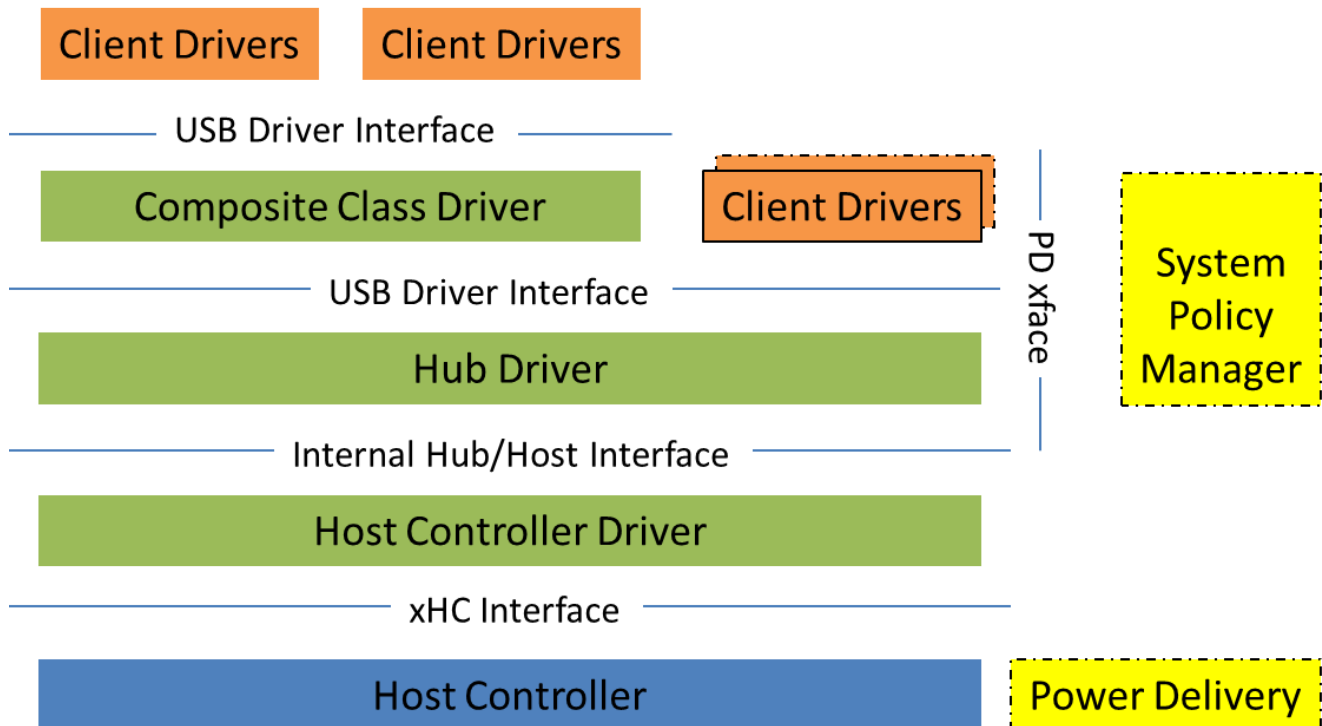 Client Drivers
Client Drivers
USB Driver Interface
Composite Class Driver
Client Drivers
USB Driver Interface
Hub Driver
Internal Hub/Host Interface
Host Controller Driver
xHC Interface
Host Controller
PD xface
System
Policy
Manager
Power Delivery